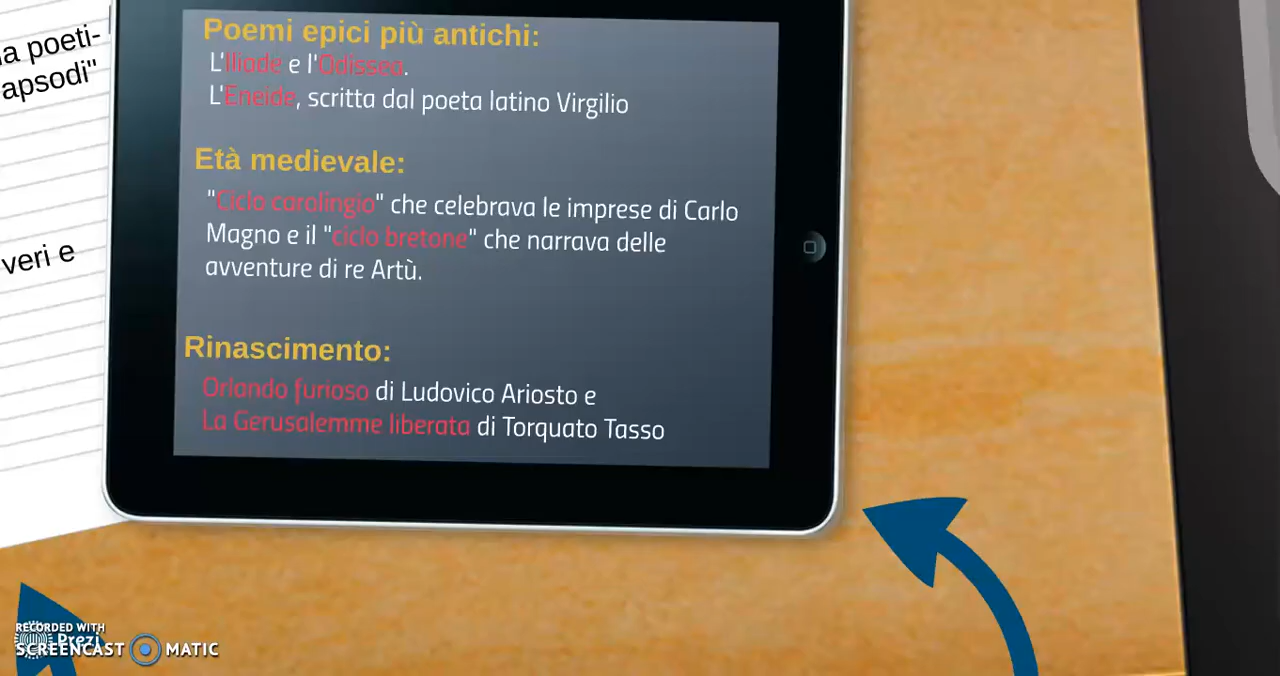 Poemi epici più antichi:
L'Iliade e l'Odissea.
L'Eneide, scritta dal poeta latino Virgilio
Età medievale:
"Ciclo carolingio" che celebrava le imprese di Carlo
Magno e il "ciclo bretone" che narrava delle
avventure di re Artù.
Rinascimento:
Orlando furioso di Ludovico Ariosto e
La Gerusalemme liberata di Torquato Tasso
la poeti-
apsodi"
veri e
RECORDED WITH
Prezi
SCREENCAST MATIC